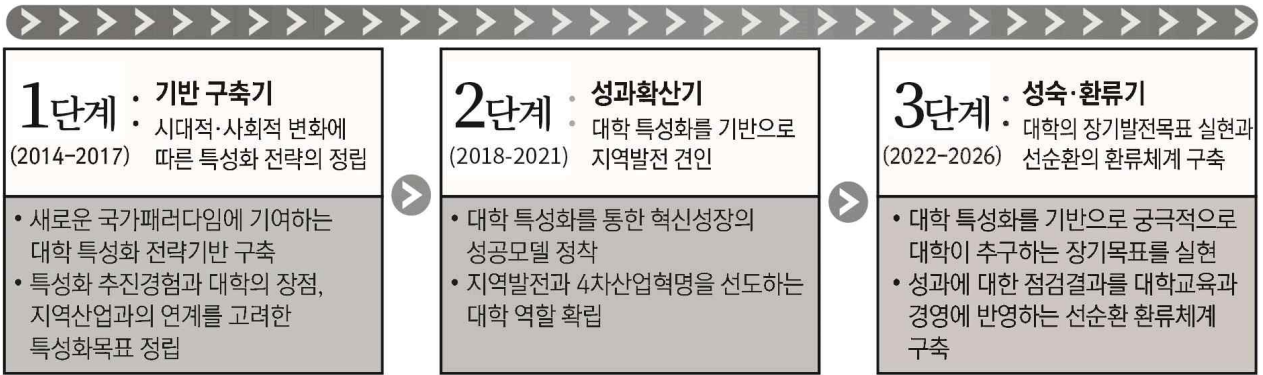 1단계 : 기반 구축기
(2014-2017)
시대적·사회적 변화에
따른 특성화 전략의 정립
• 새로운 국가패러다임에 기여하는
대학 특성화 전략기반 구축
• 특성화 추진경험과 대학의 장점,
지역산업과의 연계를 고려한
특성화목표 정립
2단계 : 성과확산기
(2018-2021)
대학 특성화를 기반으로
지역발전 견인
• 대학 특성화를 통한 혁신성장의
성공모델 정착
• 지역발전과 4차산업혁명을 선도하는
대학 역할 확립
3단계 : 성숙·환류기
(2022-2026)
대학의 장기발전목표 실현과
선순환의 환류체계 구축
• 대학 특성화를 기반으로 궁극적으로
대학이 추구하는 장기목표를 실현
• 성과에 대한 점검결과를 대학교육과
경영에 반영하는 선순환 환류체계
구축